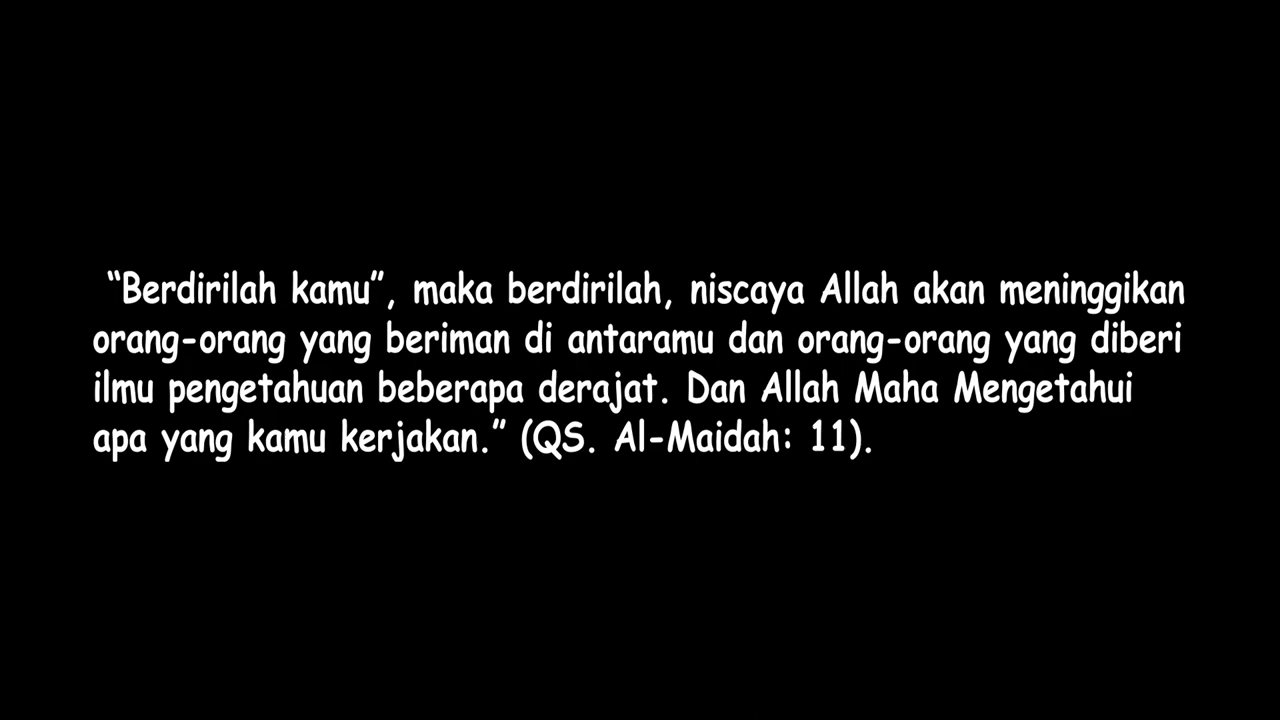 “Berdirilah kamu”, maka berdirilah, niscaya Allah akan meninggikan
orang-orang yang beriman di antaramu dan orang-orang yang diberi
ilmu pengetahuan beberapa derajat. Dan Allah Maha Mengetahui
apa yang kamu kerjakan.” (QS. Al-Maidah: 11).